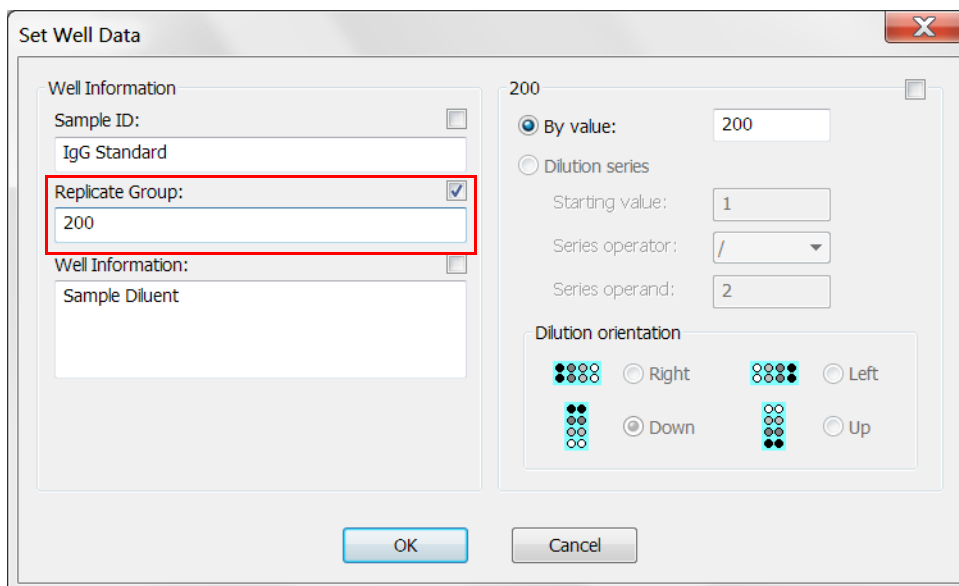 Set Well Data
Well Information
Sample ID:
IgG Standard
Replicate Group:
200
Well Information:
Sample Diluent
200
By value:
200
Dilution series
Starting value:
1
Series operator:
/
Series operand:
2
Dilution orientation
Right
Left
Down
Up
OK
Cancel